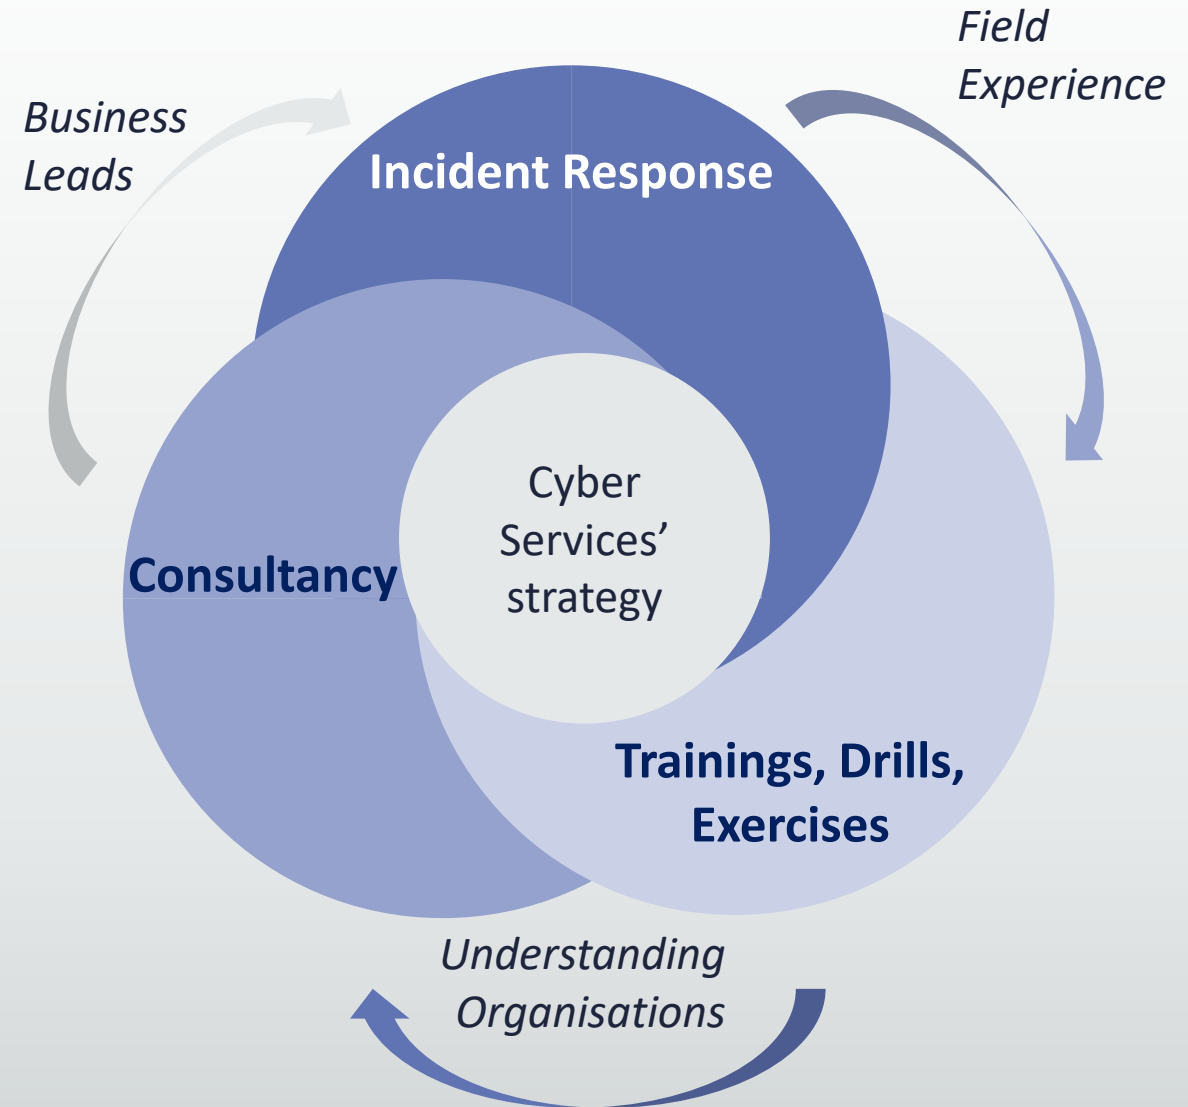 Field
Experience
Business
Leads
Incident Response
Cyber
Services’
strategy
Consultancy
Trainings, Drills,
Exercises
Understanding
Organisations